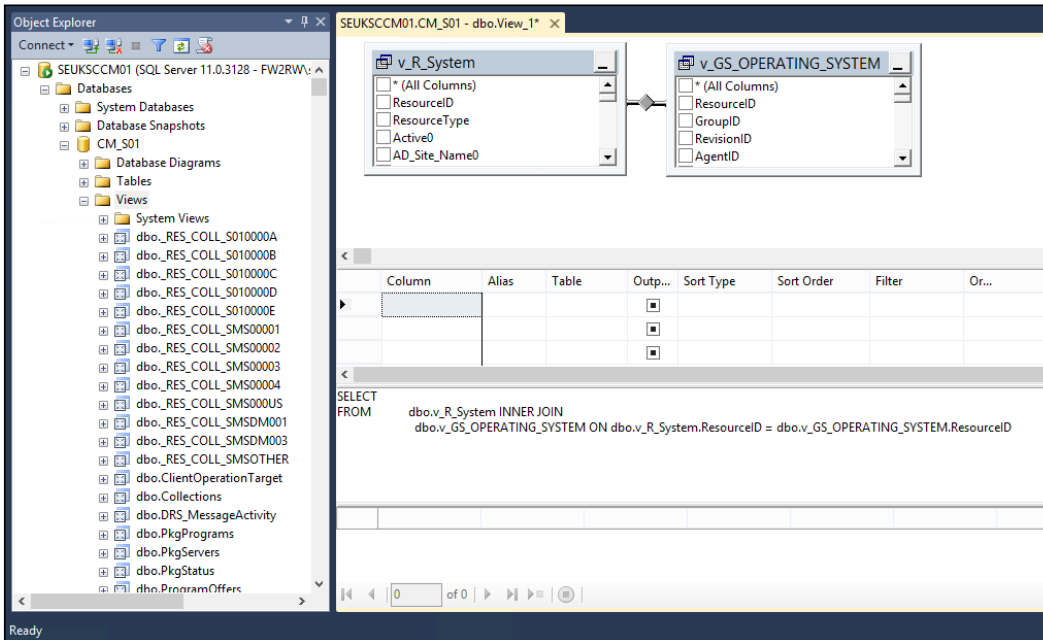 Object Explorer
Connect
SEUKSCCM01 (SQL Server 11.0.3128 - FW2RW\
Databases
System Databases
Database Snapshots
CM_S01
Database Diagrams
Tables
Views
System Views
dbo._RES_COLL_S010000A
dbo._RES_COLL_S010000B
dbo._RES_COLL_S010000C
dbo._RES_COLL_S010000D
dbo._RES_COLL_S010000E
dbo._RES_COLL_SMS00001
dbo._RES_COLL_SMS00002
dbo._RES_COLL_SMS00003
dbo._RES_COLL_SMS00004
dbo._RES_COLL_SMS000US
dbo._RES_COLL_SMSDM001
dbo._RES_COLL_SMSDM003
dbo._RES_COLL_SMSOTHER
dbo.ClientOperationTarget
dbo.Collections
dbo.DRS_MessageActivity
dbo.PkgPrograms
dbo.PkgServers
dbo.PkgStatus
dbo.ProgramOffers
Ready
SEUKSCCM01.CM_S01 - dbo.View_1*
v_R_System
* (All Columns)
ResourceID
ResourceType
Active0
AD_Site_Name0
v_GS_OPERATING_SYSTEM
* (All Columns)
ResourceID
GroupID
RevisionID
AgentID
Column Alias Table Outp... Sort Type Sort Order Filter Or...
SELECT
FROM dbo.v_R_System INNER JOIN
dbo.v_GS_OPERATING_SYSTEM ON dbo.v_R_System.ResourceID = dbo.v_GS_OPERATING_SYSTEM.ResourceID
0 of 0